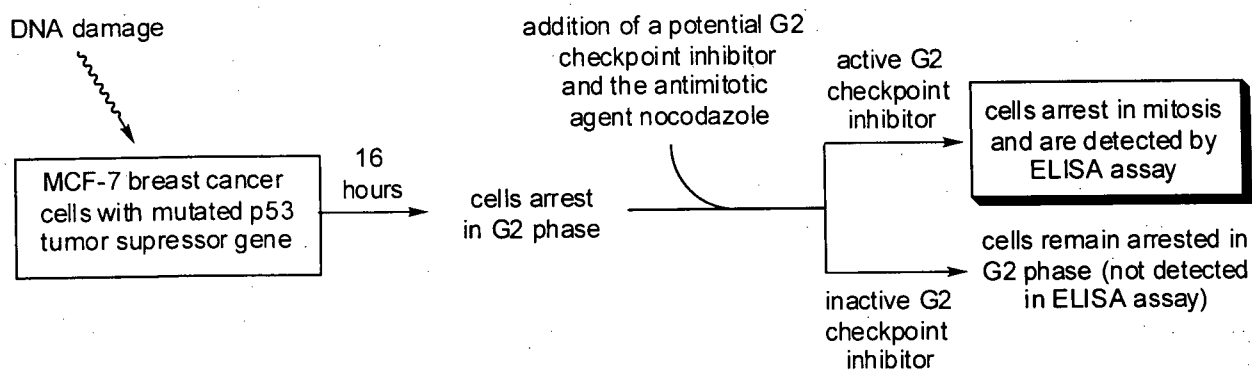 DNA damage
MCF-7 breast cancer
cells with mutated p53
tumor supressor gene
16
hours
cells arrest
in G2 phase
addition of a potential G2
checkpoint inhibitor
and the antimitotic
agent nocodazole
active G2
checkpoint
inhibitor
cells arrest in mitosis
and are detected by
ELISA assay
inactive G2
checkpoint
inhibitor
cells remain arrested in
G2 phase (not detected
in ELISA assay)